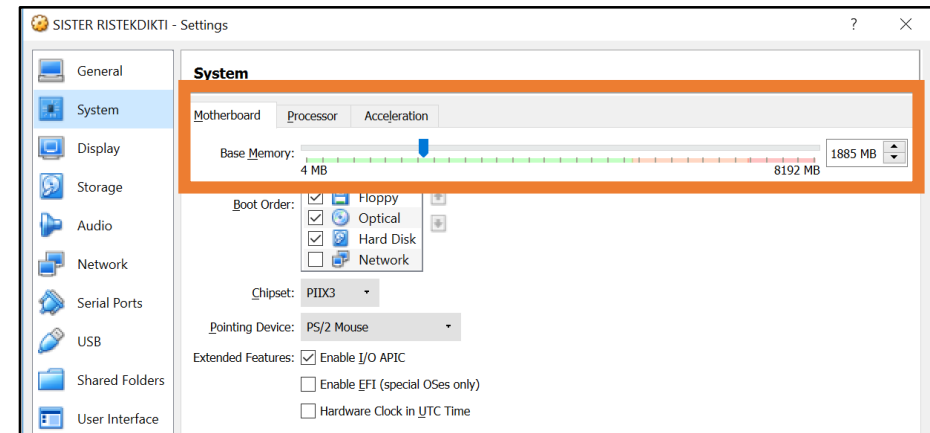 SISTER RISTEKDIKTI - Settings ?
General
System
Display
Storage
Audio
Network
Serial Ports
USB
Shared Folders
User Interface
System
Motherboard Processor Acceleration
Base Memory: 1885 MB
4 MB 8192 MB
Boot Order: Floppy
Optical
Hard Disk
Network
Chipset: PIIX3
Pointing Device: PS/2 Mouse
Extended Features: Enable I/O APIC
Enable EFI (special OSes only)
Hardware Clock in UTC Time